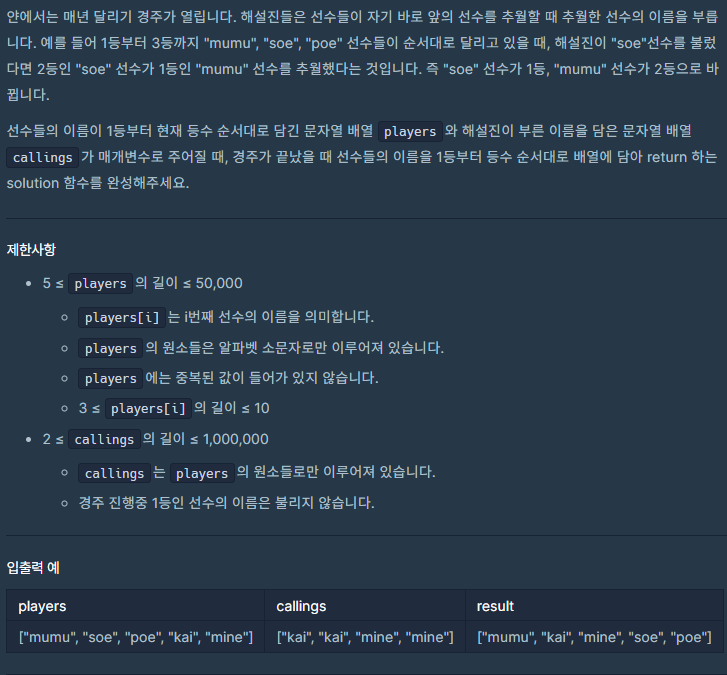 얀에서는 매년 달리기 경주가 열립니다. 해설진들은 선수들이 자기 바로 앞의 선수를 추월할 때 추월한 선수의 이름을 부릅
니다. 예를 들어 1등부터 3등까지 "mumu", "soe", "poe" 선수들이 순서대로 달리고 있을 때, 해설진이 "soe"선수를 불렀
다면 2등인 "soe" 선수가 1등인 "mumu" 선수를 추월했다는 것입니다. 즉 "soe" 선수가 1등, "mumu" 선수가 2등으로 바
뀝니다.
선수들의 이름이 1등부터 현재 등수 순서대로 담긴 문자열 배열 players 와 해설진이 부른 이름을 담은 문자열 배열
callings 가 매개변수로 주어질 때, 경주가 끝났을 때 선수들의 이름을 1등부터 등수 순서대로 배열에 담아 return 하는
solution 함수를 완성해주세요.
제한사항
• 5 ≤ players 의 길이 ≤ 50,000
◦ players[i] 는 i번째 선수의 이름을 의미합니다.
◦ players 의 원소들은 알파벳 소문자로만 이루어져 있습니다.
◦ players 에는 중복된 값이 들어가 있지 않습니다.
◦ 3 ≤ players[i] 의 길이 ≤ 10
• 2 ≤ callings 의 길이 ≤ 1,000,000
◦ callings 는 players 의 원소들로만 이루어져 있습니다.
◦ 경주 진행중 1등인 선수의 이름은 불리지 않습니다.
입출력 예
players callings result
["mumu", "soe", "poe", "kai", "mine"] ["kai", "kai", "mine", "mine"] ["mumu", "kai", "mine", "soe", "poe"]